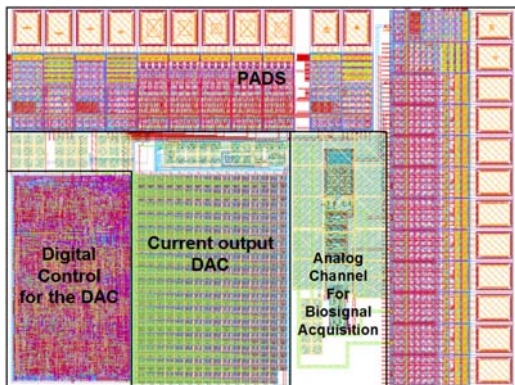 PADS
Digital
Control
for the DAC
Current output
DAC
Analog
Channel
For
Biosignal
Acquisition